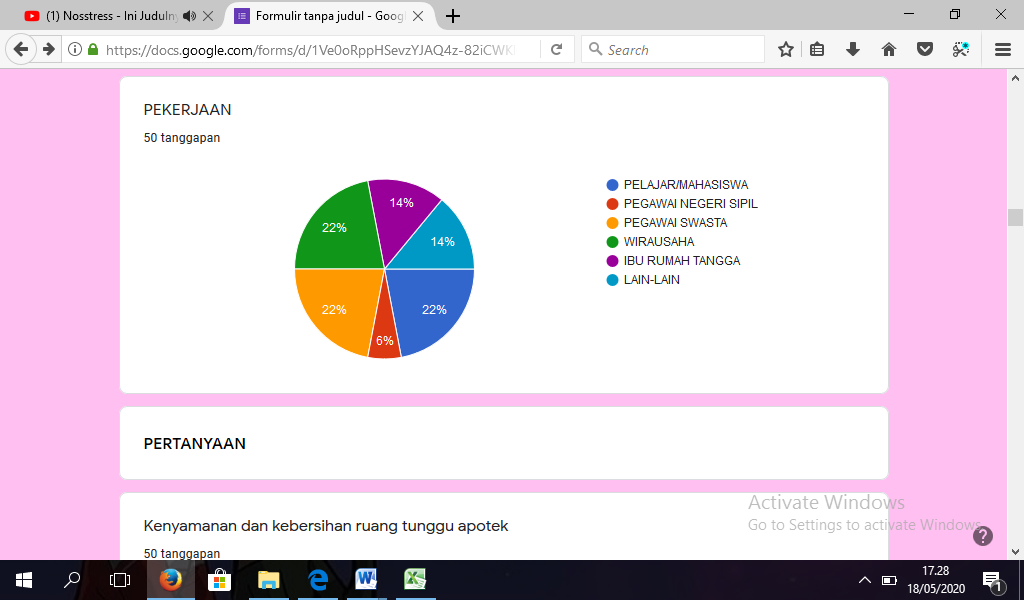 (1) Nosstress - Ini Judulny
Formulir tanpa judul - Goog
https://docs.google.com/forms/d/1Ve0oRppHSevzYJAQ4z-82iCWK
Search
PEKERJAAN
50 tanggapan
14%
22%
14%
22%
22%
6%
PELAJAR/MAHASISWA
PEGAWAI NEGERI SIPIL
PEGAWAI SWASTA
WIRAUSAHA
IBU RUMAH TANGGA
LAIN-LAIN
PERTANYAAN
Kenyamanan dan kebersihan ruang tunggu apotek
50 tanggapan
Activate Windows
Go to Settings to activate Windows.
17.28
18/05/2020
1